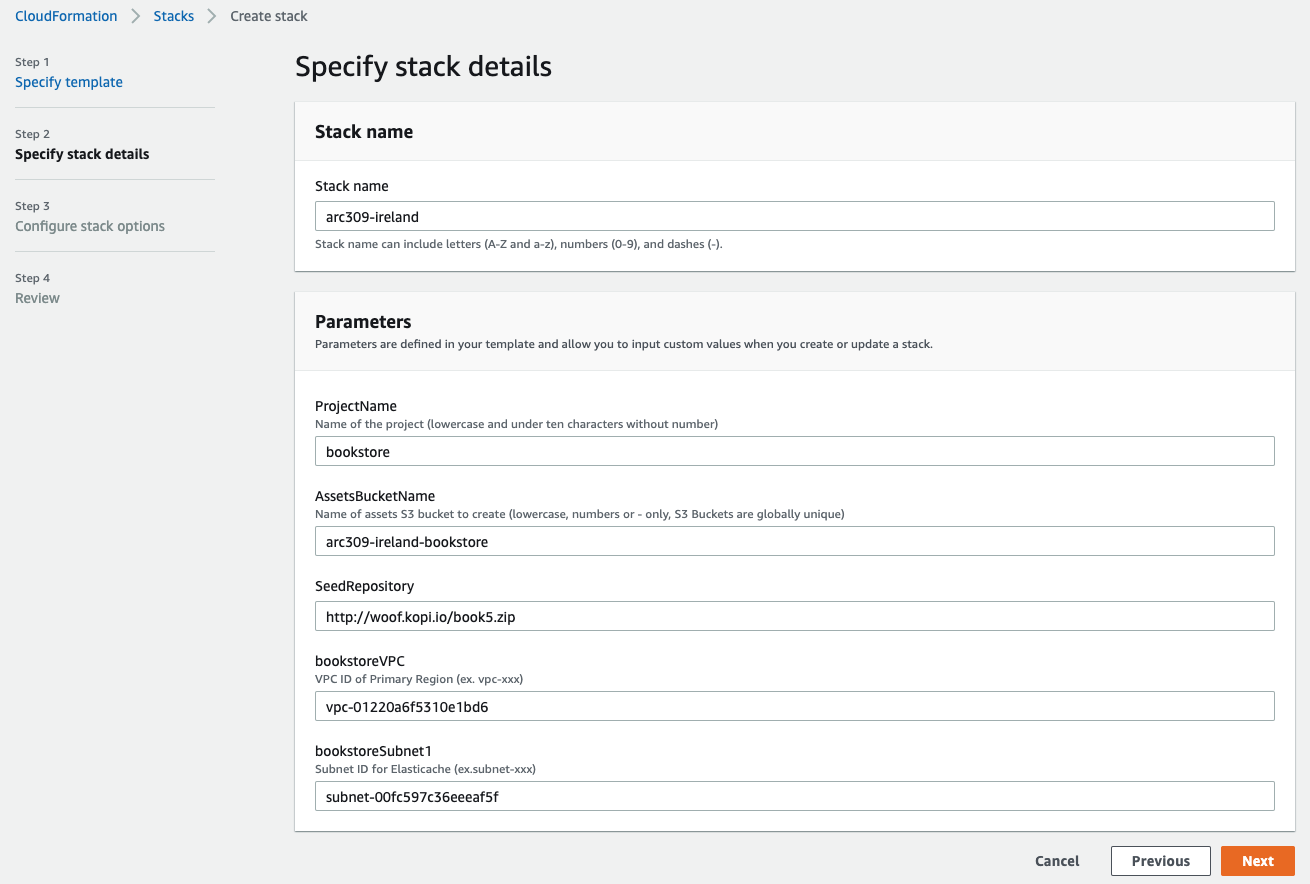 CloudFormation > Stacks > Create stack
Step 1
Specify template
Step 2
Specify stack details
Step 3
Configure stack options
Step 4
Review
Specify stack details
Stack name
Stack name
arc309-ireland
Stack name can include letters (A-Z and a-z), numbers (0-9), and dashes (-).
Parameters
Parameters are defined in your template and allow you to input custom values when you create or update a stack.
ProjectName
Name of the project (lowercase and under ten characters without number)
bookstore
AssetsBucketName
Name of assets S3 bucket to create (lowercase, numbers or - only, S3 Buckets are globally unique)
arc309-ireland-bookstore
SeedRepository
http://woof.kopi.io/book5.zip
bookstoreVPC
VPC ID of Primary Region (ex. vpc-xxx)
vpc-01220a6f5310e1bd6
bookstoreSubnet1
Subnet ID for Elasticache (ex.subnet-xxx)
subnet-00fc597c36eeeaf5f
Cancel Previous Next